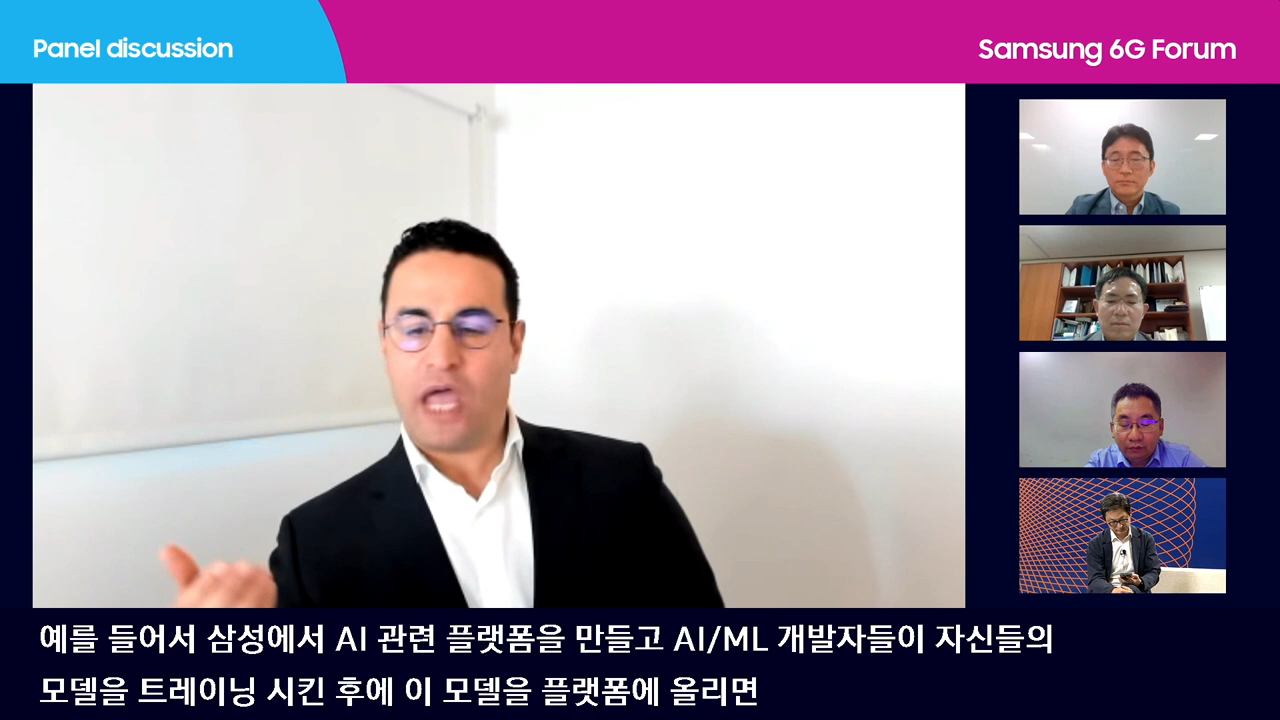 Panel discussion
Samsung 6G Forum
예를 들어서 삼성에서 AI 관련 플랫폼을 만들고 AI/ML 개발자들이 자신들의
모델을 트레이닝 시킨 후에 이 모델을 플랫폼에 올리면